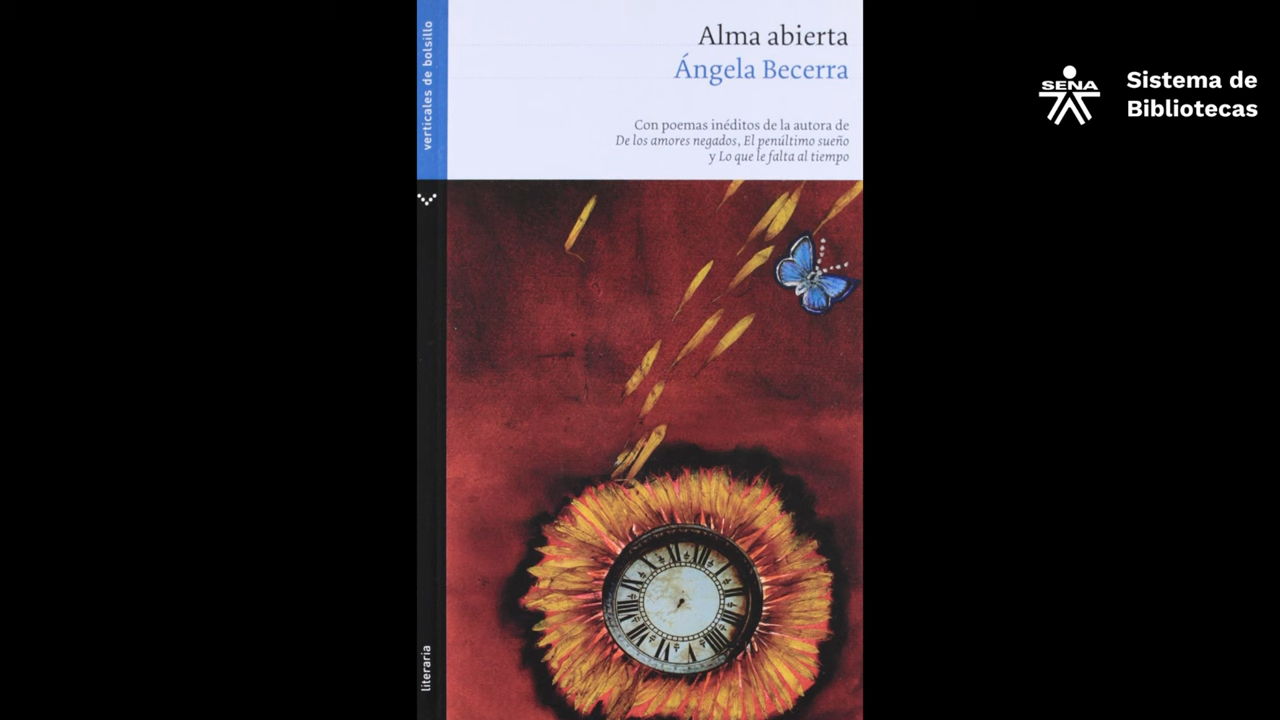 verticales de bolsillo
Alma abierta
Ángela Becerra
Con poemas inéditos de la autora de
De los amores negados, El penúltimo sueño
y Lo que le falta al tiempo
literaria
SENA
Sistema de
Bibliotecas